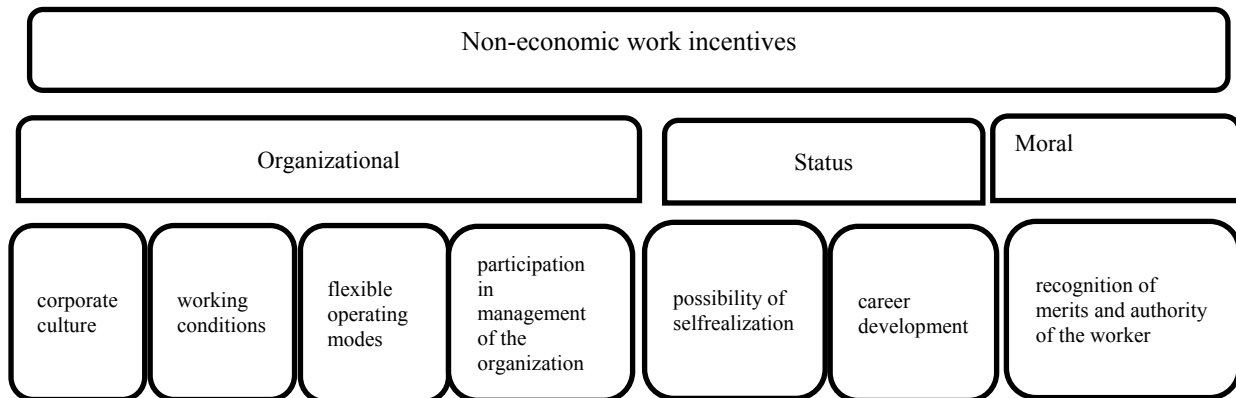 Non-economic work incentives
Organizational
Status
Moral
corporate
culture
working
conditions
flexible
operating
modes
participation
in
management
of the
organization
possibility of
selfrealization
career
development
recognition of
merits and authority
of the worker